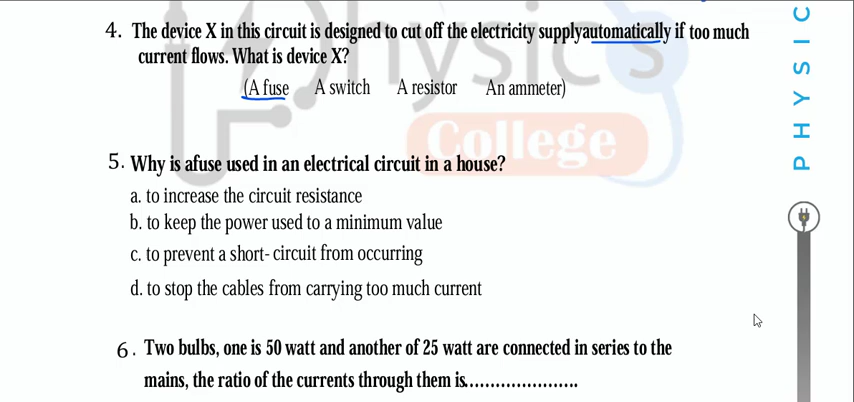 4. The device X in this circuit is designed to cut off the electricity supplyautomatically if too much
current flows. What is device X?
(A fuse A switch A resistor An ammeter)
5. Why is afuse used in an electrical circuit in a house?
a. to increase the circuit resistance
b. to keep the power used to a minimum value
c. to prevent a short- circuit from occurring
d. to stop the cables from carrying too much current
6. Two bulbs, one is 50 watt and another of 25 watt are connected in series to the
mains, the ratio of the currents through them is......................
Physics
College
PHYSIC